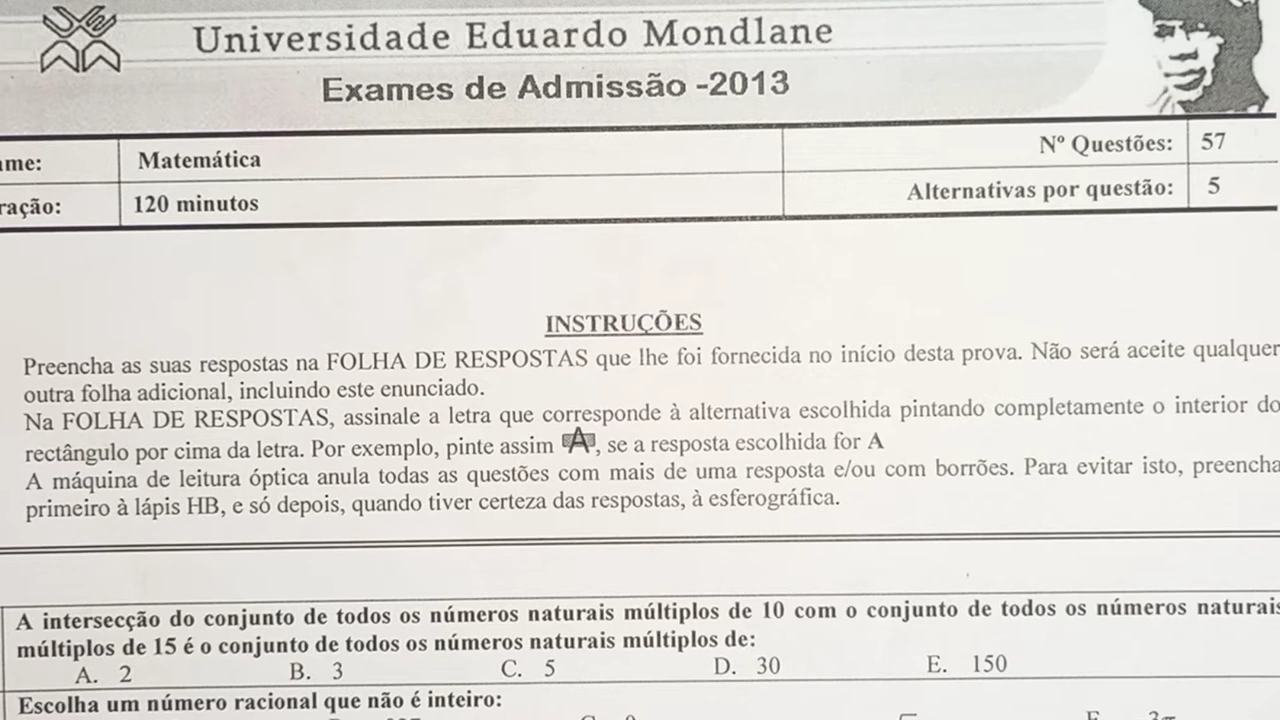 Universidade Eduardo Mondlane
Exames de Admissão -2013
Matemática
Nº Questões: 57
120 minutos
Alternativas por questão: 5
INSTRUÇÕES
Preencha as suas respostas na FOLHA DE RESPOSTAS que lhe foi fornecida no início desta prova. Não será aceite qualquer
outra folha adicional, incluindo este enunciado.
Na FOLHA DE RESPOSTAS, assinale a letra que corresponde à alternativa escolhida pintando completamente o interior do
rectângulo por cima da letra. Por exemplo, pinte assim A, se a resposta escolhida for A
A máquina de leitura óptica anula todas as questões com mais de uma resposta e/ou com borrões. Para evitar isto, preencha
primeiro à lápis HB, e só depois, quando tiver certeza das respostas, à esferográfica.
A intersecção do conjunto de todos os números naturais múltiplos de 10 com o conjunto de todos os números naturais
múltiplos de 15 é o conjunto de todos os números naturais múltiplos de:
A. 2 B. 3 C. 5 D. 30 E. 150
Escolha um número racional que não é inteiro: